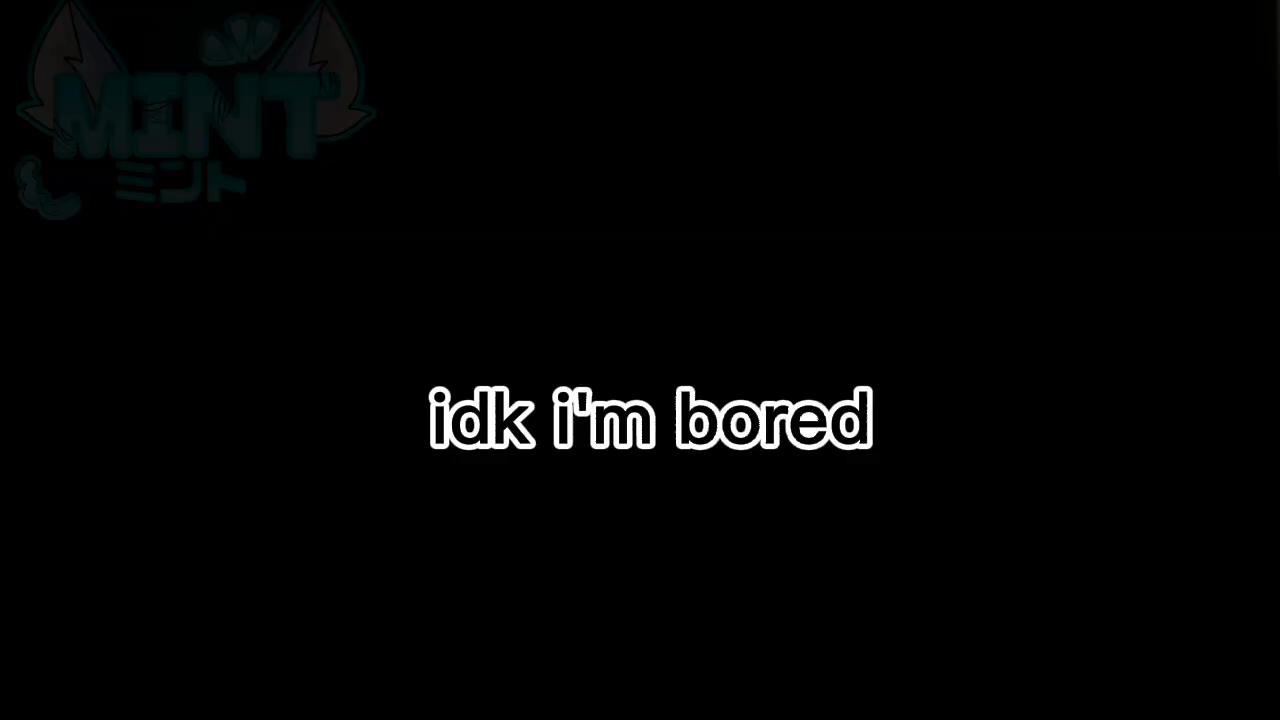 MINT
ミント
idk i'm bored